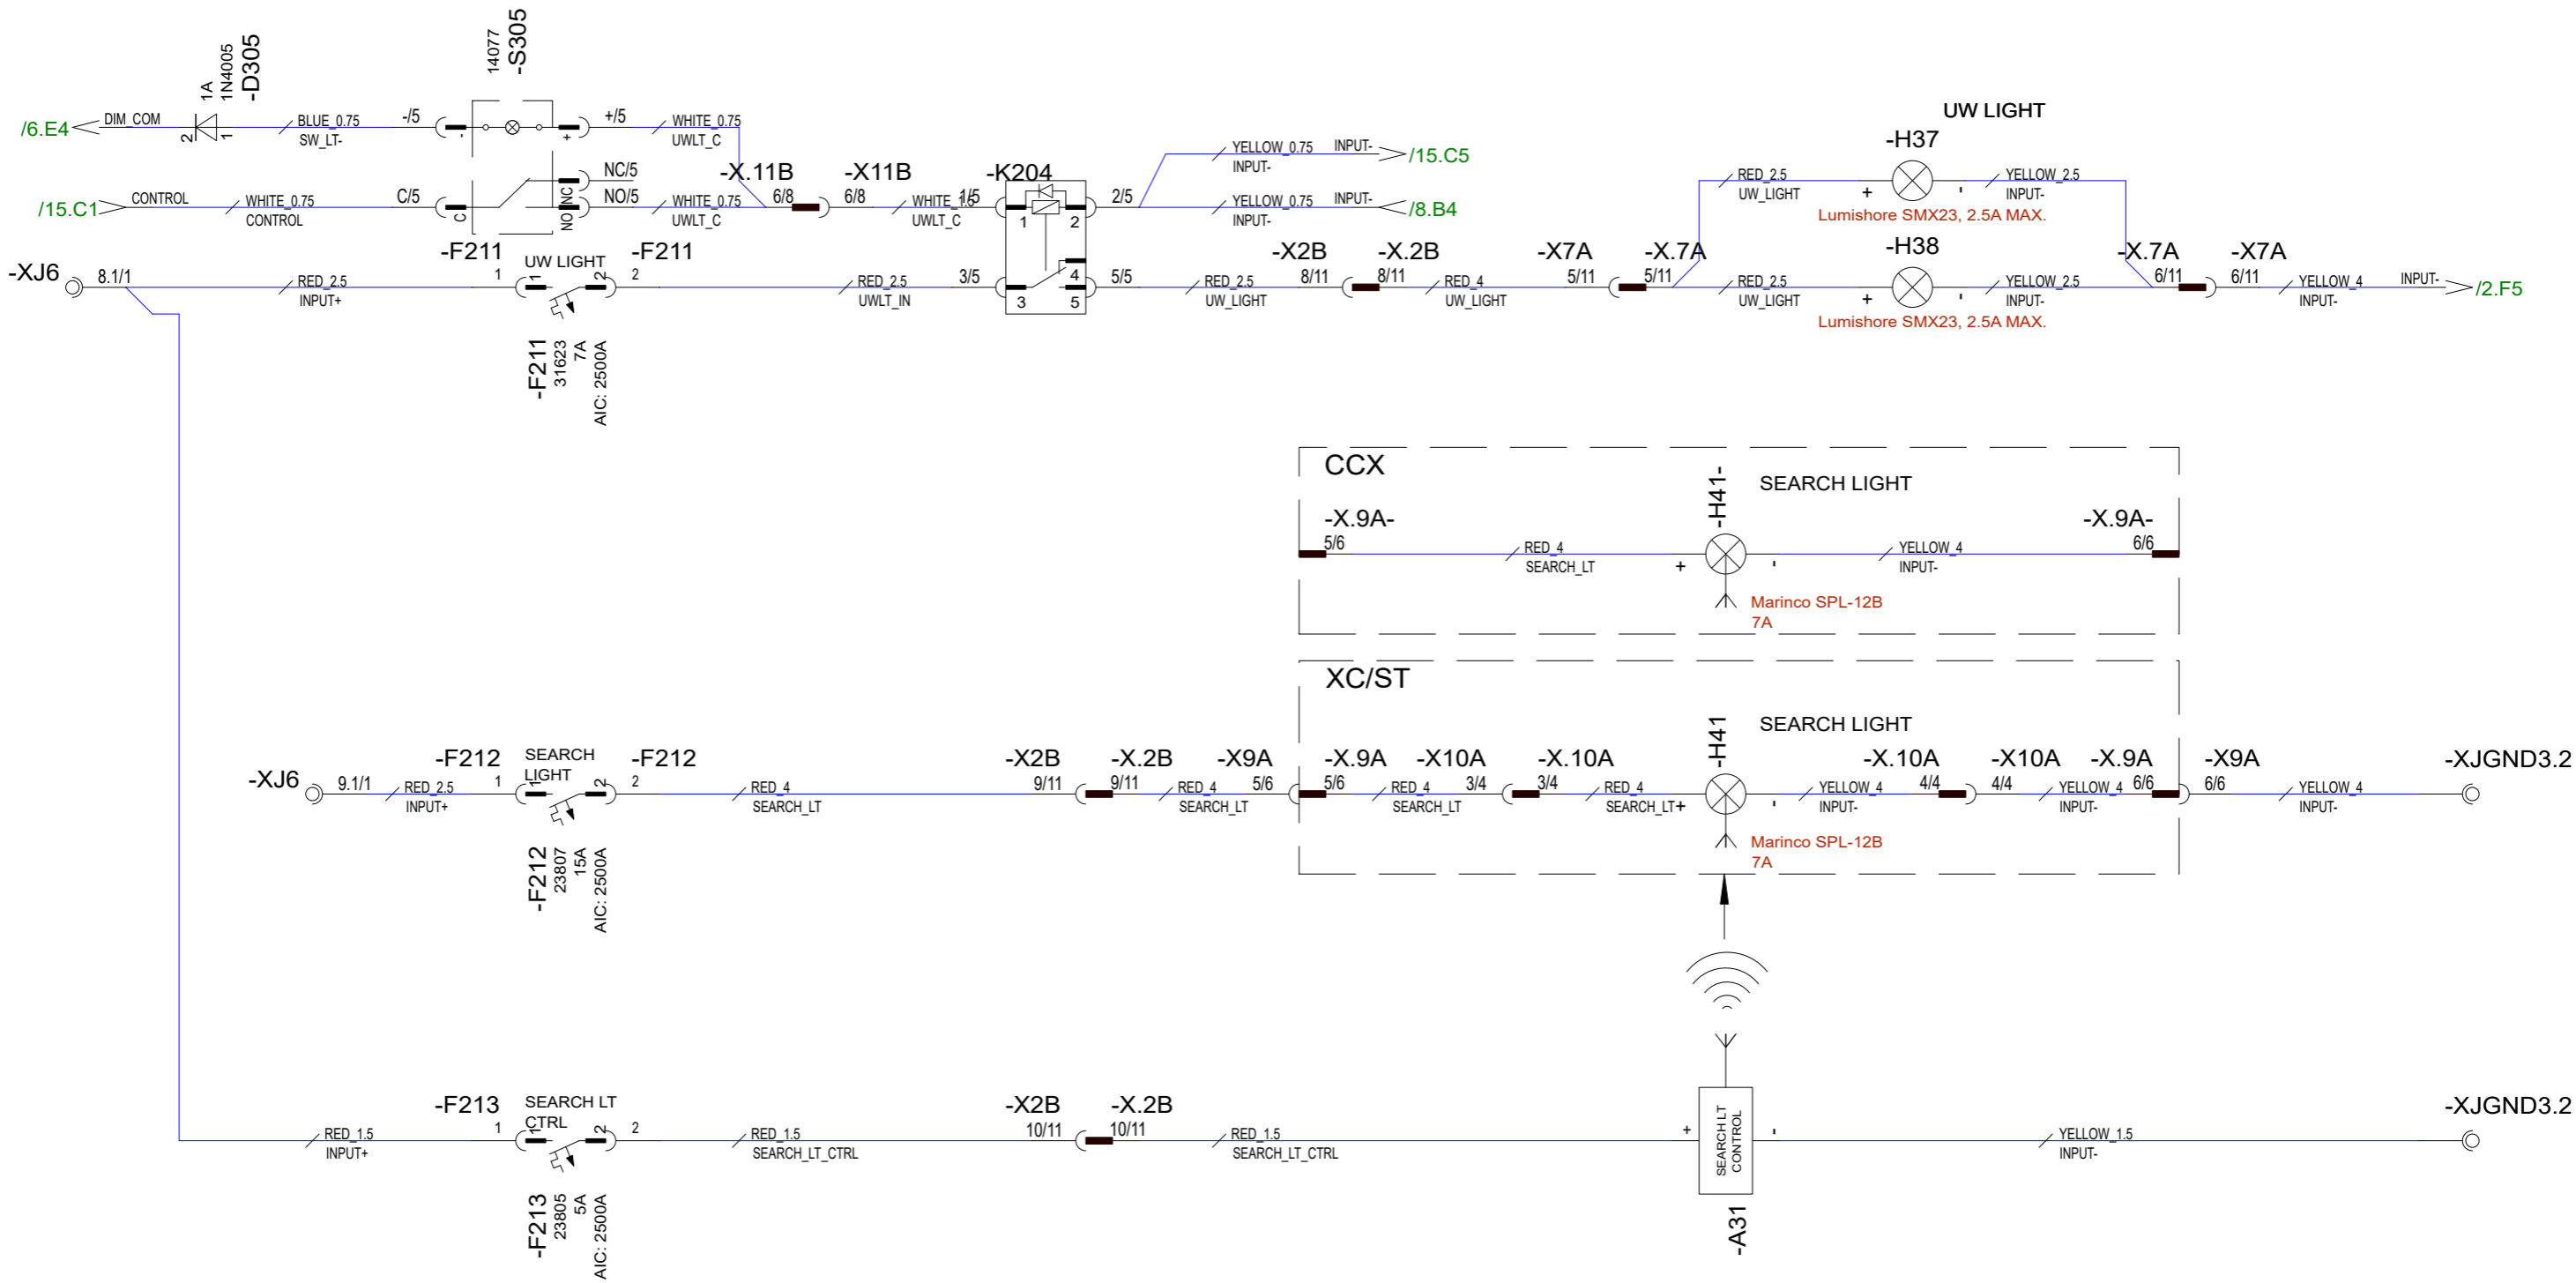 14077
-S305
1A
1N4005
-D305
/6.E4
DIM_COM
BLUE_0.75
SW_LT-
-/5
-
+
+/5
WHITE_0.75
UWLT_C
2
1
/15.C1
CONTROL
WHITE_0.75
CONTROL
C/5
C
NO
NC
NC/5
NO/5
WHITE_0.75
UWLT_C
-X.11B
6/8
-X11B
6/8
UWLT_C
1/5
-K204
1
2
2/5
YELLOW_0.75
INPUT-
INPUT-
/15.C5
YELLOW_0.75
INPUT-
INPUT-
/8.B4
UW LIGHT
-H37
RED_2.5
UW_LIGHT
+
-
YELLOW_2.5
INPUT-
Lumishore SMX23, 2.5A MAX.
-XJ6
8.1/1
RED_2.5
INPUT+
-F211
1
UW LIGHT
1
2
-F211
2
RED_2.5
UWLT_IN
3/5
3
4
5
5/5
RED_2.5
UW_LIGHT
-X2B
8/11
-X.2B
8/11
RED_4
UW_LIGHT
-X7A
5/11
-X.7A
5/11
RED_2.5
UW_LIGHT
-H38
+
-
YELLOW_2.5
INPUT-
-X.7A
6/11
-X7A
6/11
YELLOW_4
INPUT-
INPUT-
/2.F5
Lumishore SMX23, 2.5A MAX.
-F211
31623
7A
AIC: 2500A
CCX
SEARCH LIGHT
-H41-
-X.9A-
5/6
RED_4
SEARCH_LT
+
-
YELLOW_4
INPUT-
-X.9A-
6/6
Marinco SPL-12B
7A
XC/ST
SEARCH LIGHT
-H41
-XJ6
9.1/1
RED_2.5
INPUT+
-F212
1
SEARCH
LIGHT
1
2
-F212
2
RED_4
SEARCH_LT
-X2B
9/11
-X.2B
9/11
RED_4
SEARCH_LT
-X9A
5/6
-X.9A
5/6
RED_4
SEARCH_LT
-X10A
3/4
-X.10A
3/4
RED_4
SEARCH_LT
+
-
YELLOW_4
INPUT-
-X.10A
4/4
-X10A
4/4
YELLOW_4
INPUT-
-X.9A
6/6
-X9A
6/6
YELLOW_4
INPUT-
-XJGND3.2
Marinco SPL-12B
7A
-F212
23807
15A
AIC: 2500A
RED_1.5
INPUT+
-F213
1
SEARCH LT
CTRL
1
2
2
RED_1.5
SEARCH_LT_CTRL
-X2B
10/11
-X.2B
10/11
RED_1.5
SEARCH_LT_CTRL
+
SEARCH LT
CONTROL
-
YELLOW_1.5
INPUT-
-XJGND3.2
-A31
-F213
23805
5A
AIC: 2500A